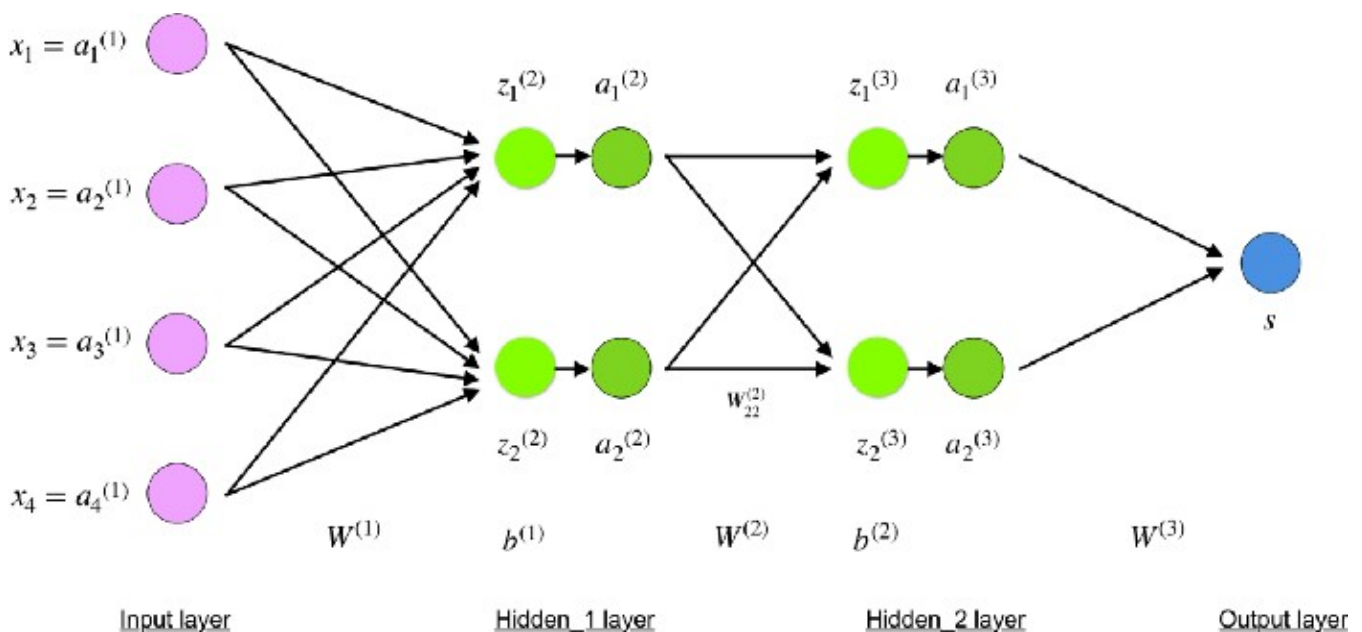 x₁ = a₁⁽¹⁾
z₁⁽²⁾ a₁⁽²⁾ z₁⁽³⁾ a₁⁽³⁾
x₂ = a₂⁽¹⁾
s
x₃ = a₃⁽¹⁾
W₂₂⁽²⁾
z₂⁽²⁾ a₂⁽²⁾ z₂⁽³⁾ a₂⁽³⁾
x₄ = a₄⁽¹⁾
W⁽¹⁾ b⁽¹⁾ W⁽²⁾ b⁽²⁾ W⁽³⁾
Input layer Hidden_1 layer Hidden_2 layer Output layer